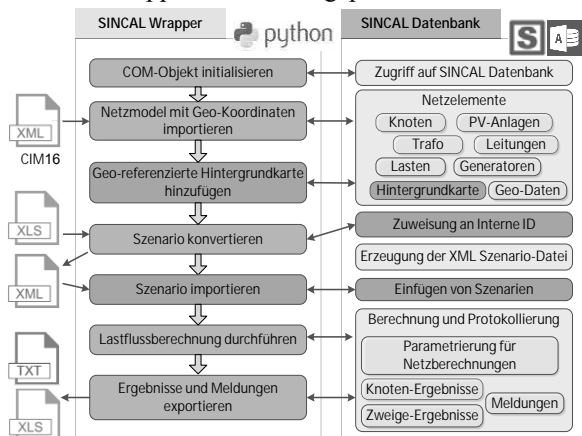 SINCAL Wrapper
python
SINCAL Datenbank
S
A
COM-Objekt initialisieren
Zugriff auf SINCAL Datenbank
XML
CIM16
Netzmodel mit Geo-Koordinaten
importieren
Netzelemente
Knoten
PV-Anlagen
Trafo
Leitungen
Lasten
Generatoren
Hintergrundkarte
Geo-Daten
Geo-referenzierte Hintergrundkarte
hinzufügen
XLS
Szenario konvertieren
Zuweisung an Interne ID
Erzeugung der XML Szenario-Datei
XML
Szenario importieren
Einfügen von Szenarien
Lastflussberechnung durchführen
Berechnung und Protokollierung
Parametrierung für
Netzberechnungen
TXT
Ergebnisse und Meldungen
exportieren
Knoten-Ergebnisse
Zweige-Ergebnisse
Meldungen
XLS